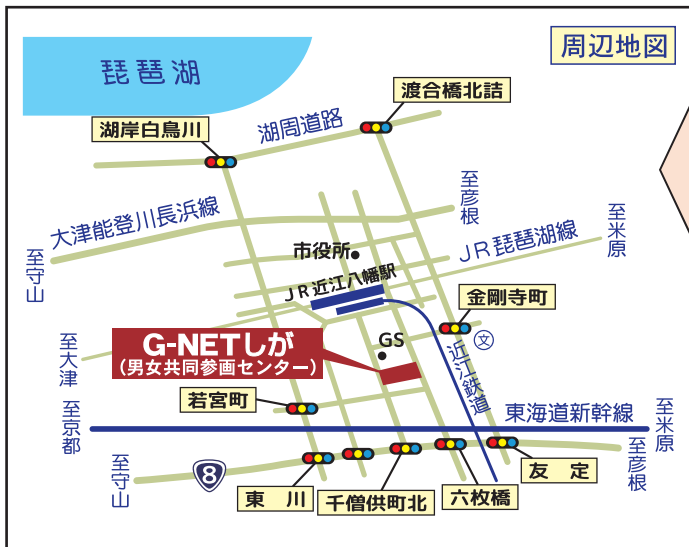 周辺地図
琵琶湖
渡合橋北詰
湖岸白鳥川
湖周道路
大津能登川長浜線
至彦根
至守山
市役所
JR琵琶湖線
至米原
JR近江八幡駅
金剛寺町
至大津
G-NETしが
(男女共同参画センター)
GS
文
近江鉄道
若宮町
至京都
東海道新幹線
至米原
至守山
8
東 川
千僧供町北
六枚橋
友 定
至彦根